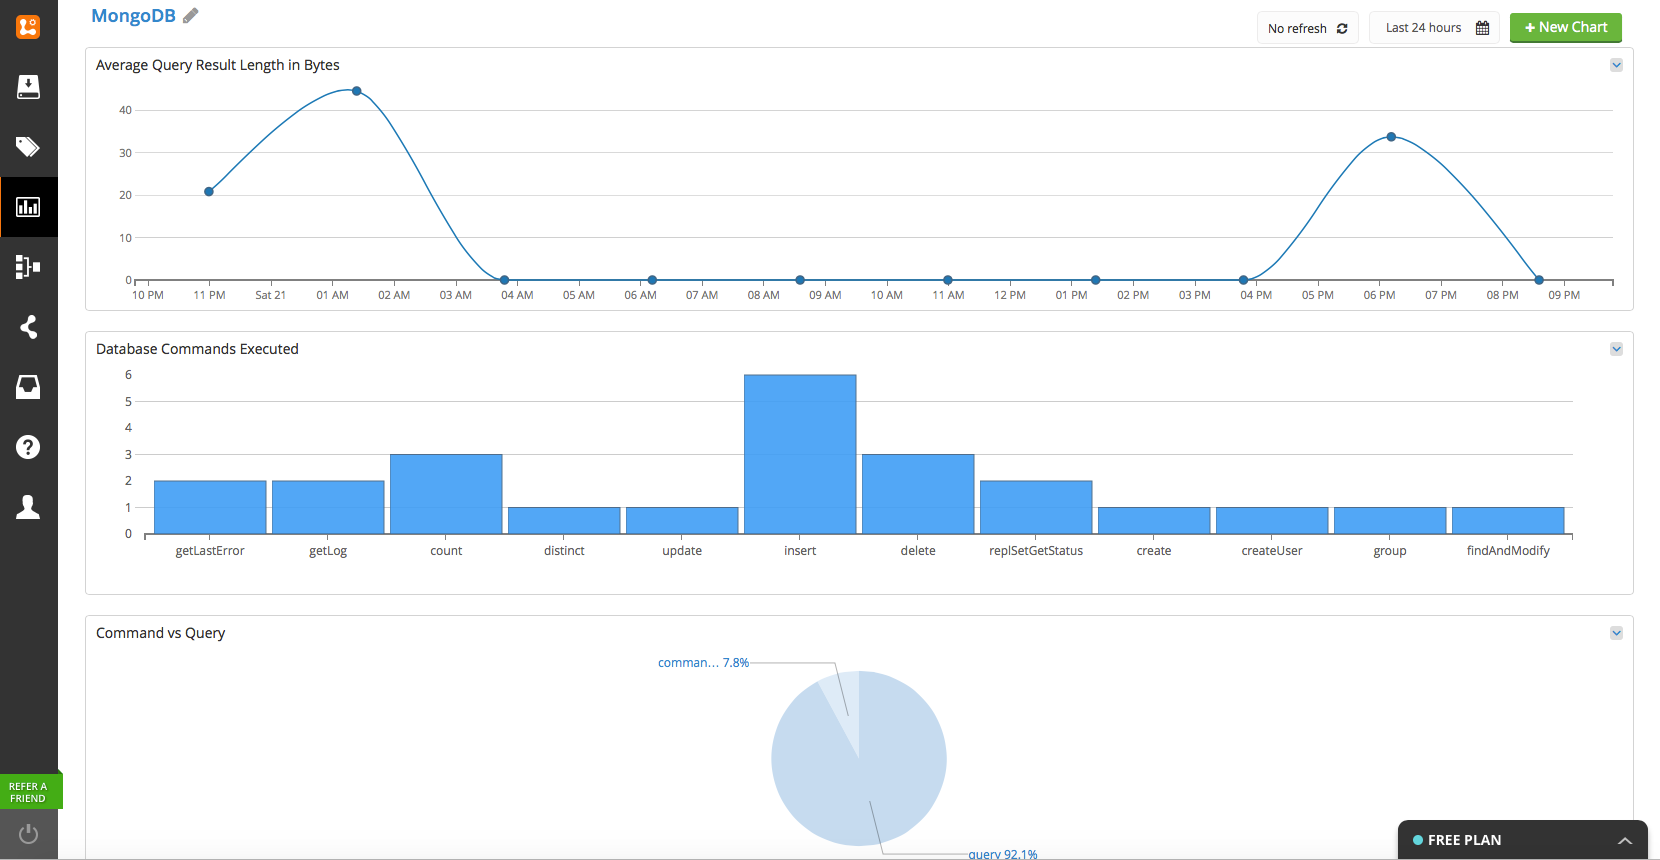 MongoDB
No refresh
Last 24 hours
+ New Chart
Average Query Result Length in Bytes
40
30
20
10
0
10 PM 11 PM Sat 21 01 AM 02 AM 03 AM 04 AM 05 AM 06 AM 07 AM 08 AM 09 AM 10 AM 11 AM 12 PM 01 PM 02 PM 03 PM 04 PM 05 PM 06 PM 07 PM 08 PM 09 PM
Database Commands Executed
6
5
4
3
2
1
0
getLastError getLog count distinct update insert delete replSetGetStatus create createUser group findAndModify
Command vs Query
comman... 7.8%
query 92.1%
REFER A
FRIEND
FREE PLAN